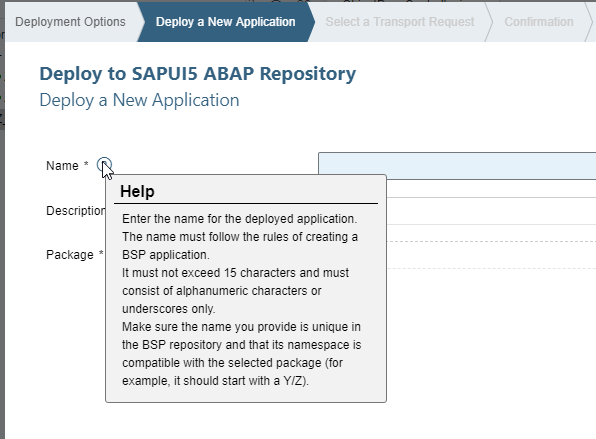 Deployment Options
Deploy a New Application
Select a Transport Request
Confirmation
Deploy to SAPUI5 ABAP Repository
Deploy a New Application
Name *
Help
Enter the name for the deployed application.
The name must follow the rules of creating a
BSP application.
It must not exceed 15 characters and must
consist of alphanumeric characters or
underscores only.
Make sure the name you provide is unique in
the BSP repository and that its namespace is
compatible with the selected package (for
example, it should start with a Y/Z).
Description
Package *